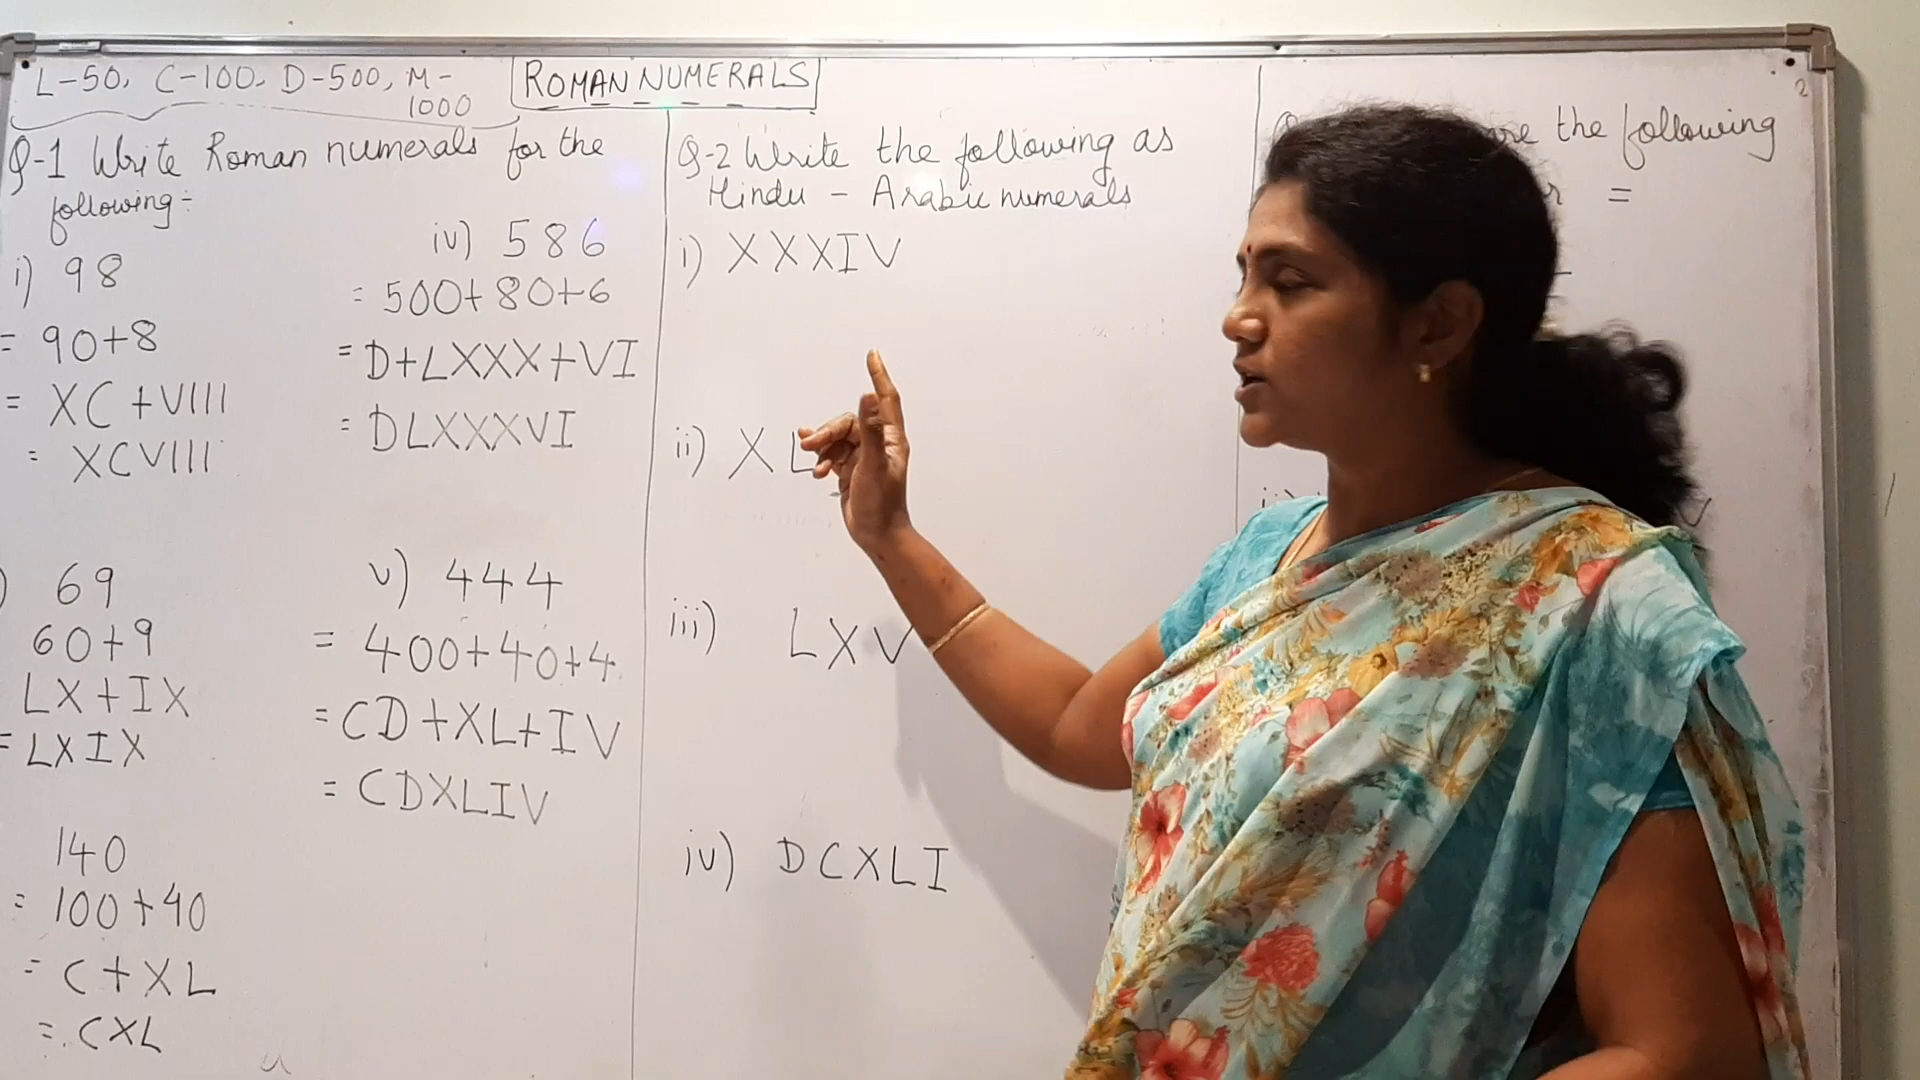 L-50, C-100, D-500, M-
1000
ROMAN NUMERALS
Q-1 Write Roman numerals for the
following:-
i) 98
= 90+8
= XC+VIII
= XCVIII
69
60+9
LX+IX
=LXIX
140
= 100+40
= C+XL
= CXL
iv) 586
= 500+80+6
= D+LXXX+VI
= DLXXXVI
v) 444
= 400+40+4
= CD+XL+IV
= CDXLIV
Q-2 Write the following as
Hindu - Arabic numerals
i) XXXIV
ii) XL
iii) LXV
iv) DCXLI
2
the following
=